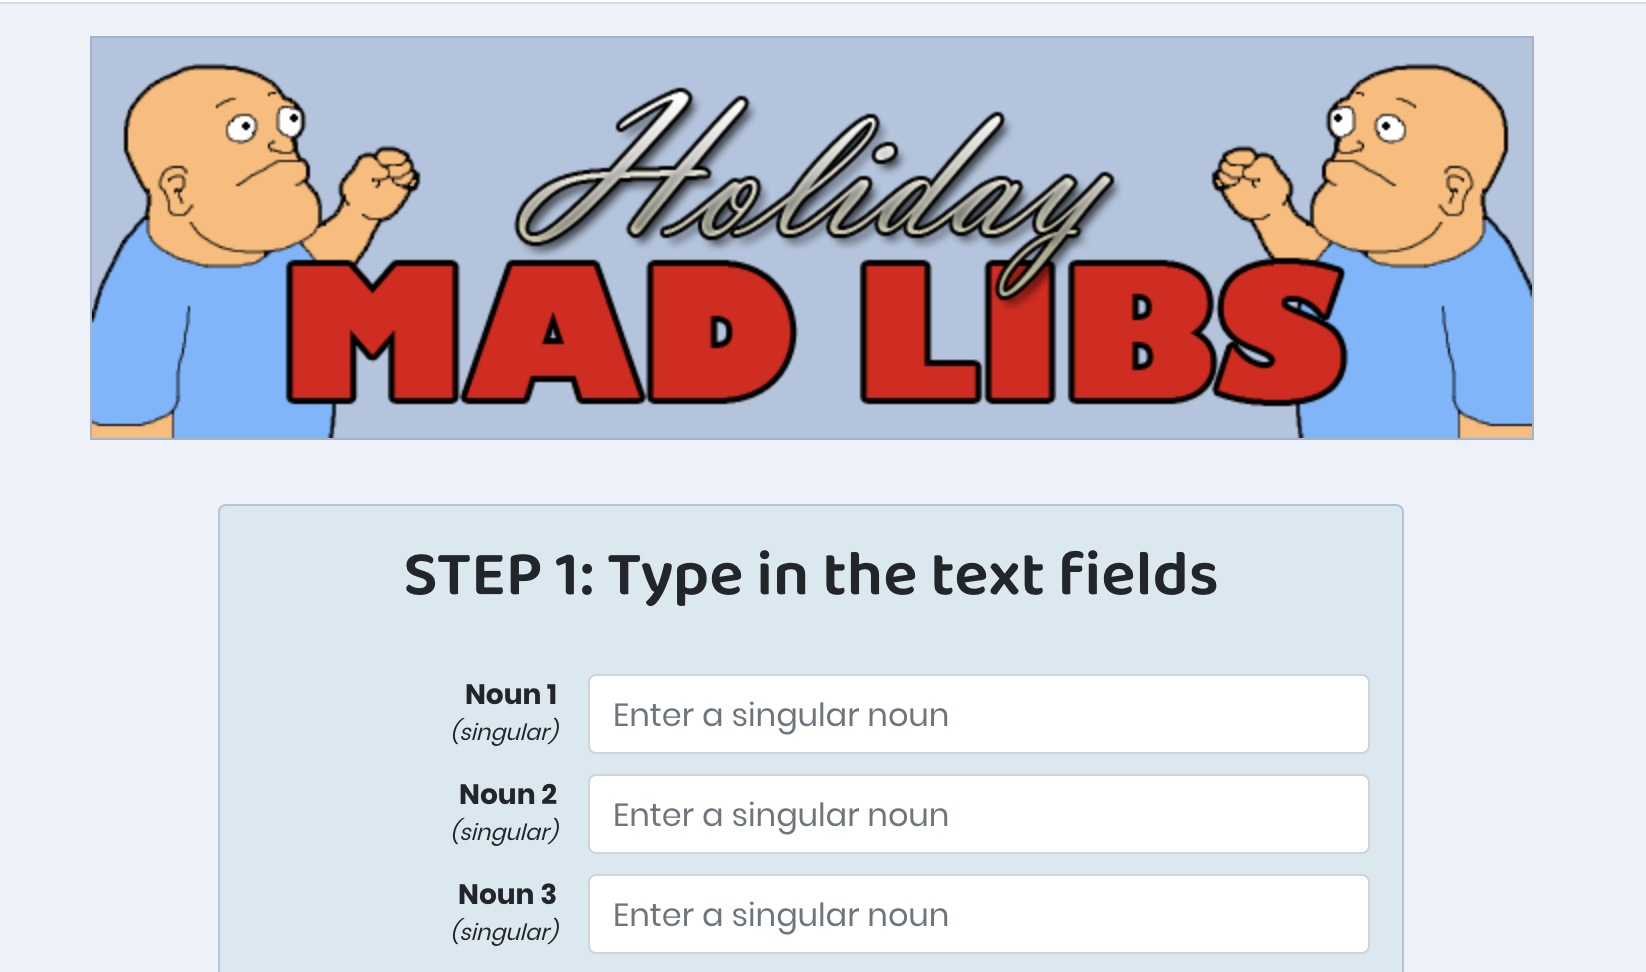 Holiday
MAD LIBS
STEP 1: Type in the text fields
Noun 1
(singular)
Enter a singular noun
Noun 2
(singular)
Enter a singular noun
Noun 3
(singular)
Enter a singular noun